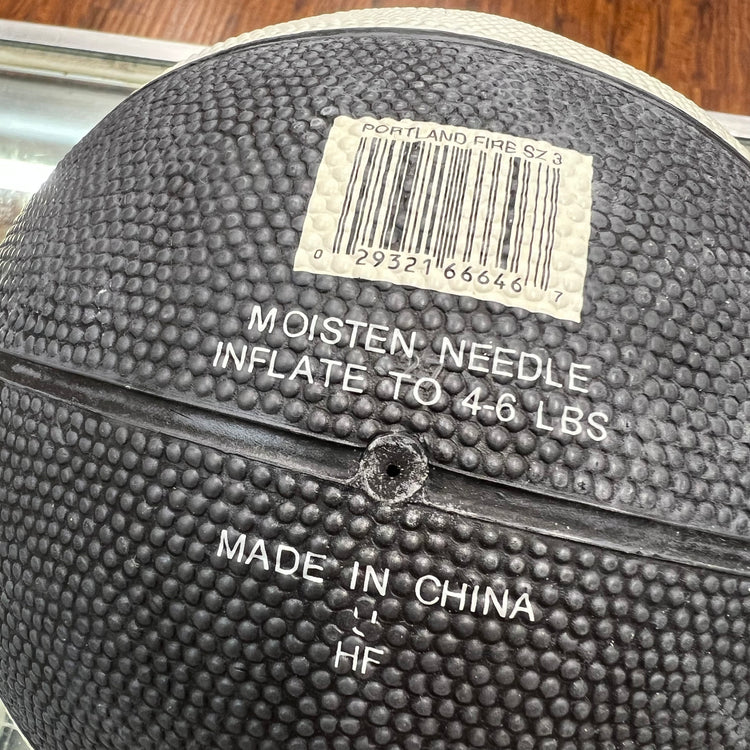 PORTLAND FIRE SZ 3
0 29321 66646 7
MOISTEN NEEDLE
INFLATE TO 4-6 LBS
MADE IN CHINA
HF